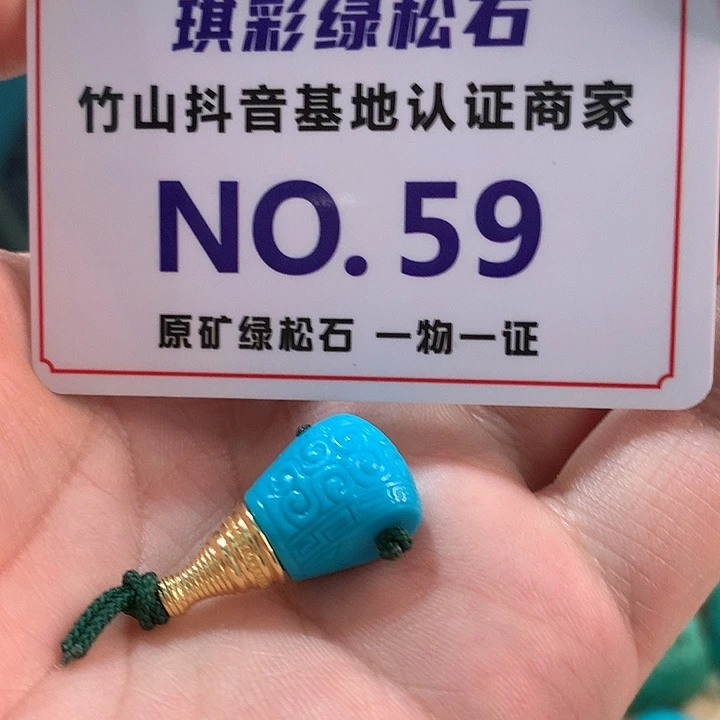 琪彩绿松石
竹山抖音基地认证商家
NO.59
原矿绿松石 一物一证